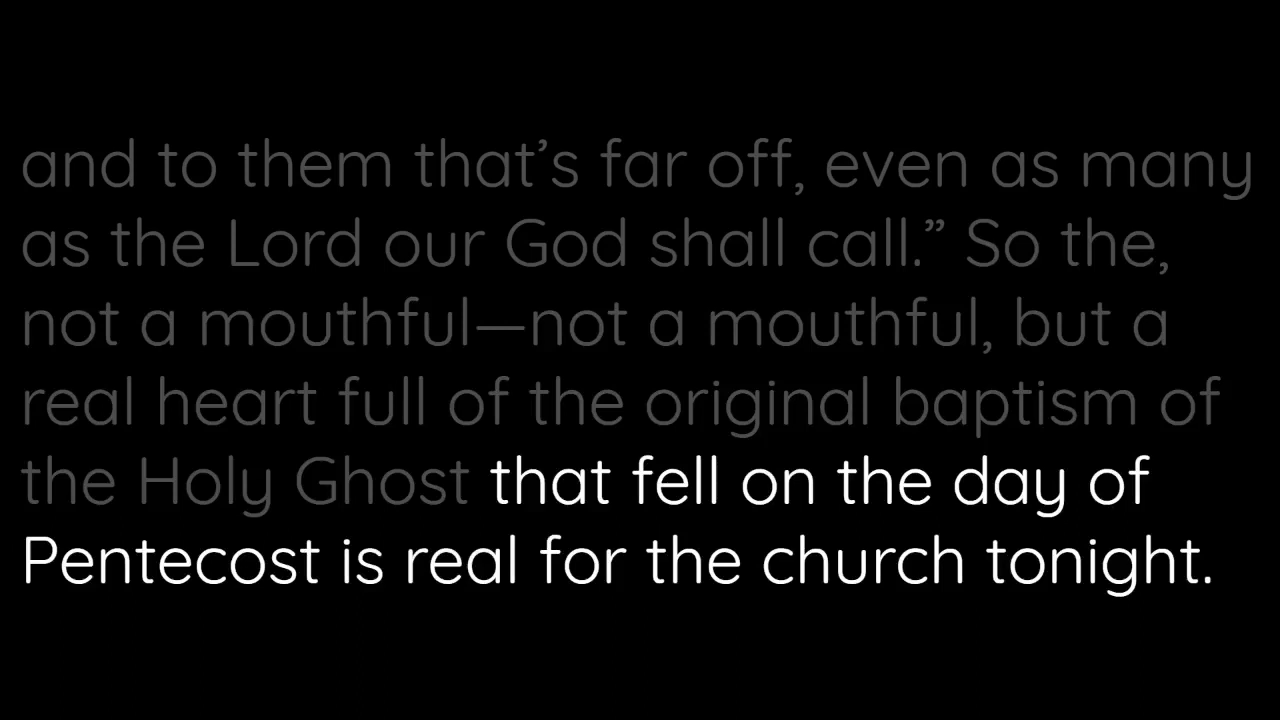 and to them that’s far off, even as many
as the Lord our God shall call.” So the,
not a mouthful—not a mouthful, but a
real heart full of the original baptism of
the Holy Ghost that fell on the day of
Pentecost is real for the church tonight.